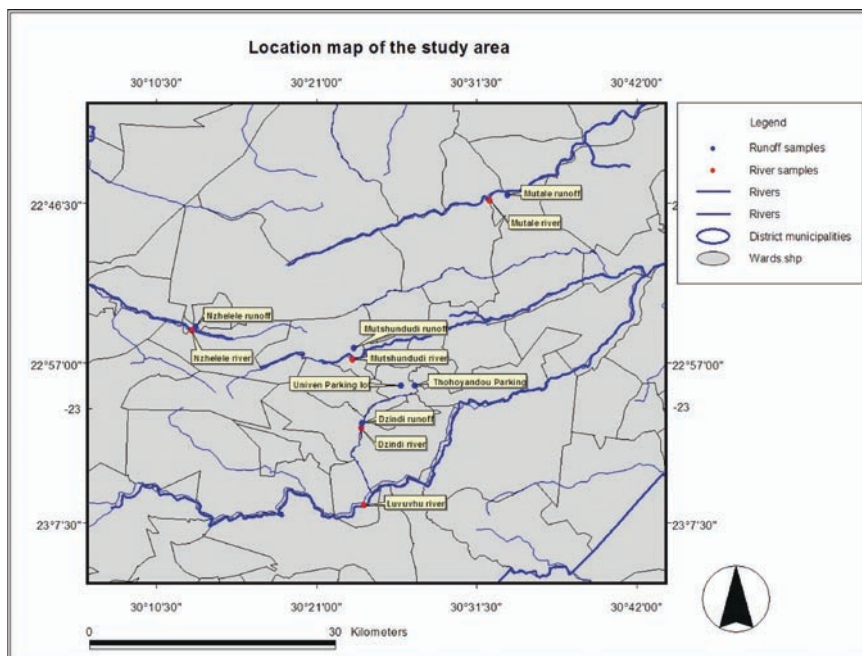 Location map of the study area
30°10'30" 30°21'00" 30°31'30" 30°42'00"
Legend
Runoff samples
River samples
Rivers
Rivers
District municipalities
Wards.shp
22°46'30"
Mutale runoff
Mutale river
Nzhelele runoff
Nzhelele river
Mutshundudi runoff
Mutshundudi river
22°57'00" 22°57'00"
Univen Parking lo
Thohoyandou Parking
-23 -23
Dzindi runoff
Dzindi river
Luvuvhu river
23°7'30" 23°7'30"
30°10'30" 30°21'00" 30°31'30" 30°42'00"
0 30 Kilometers